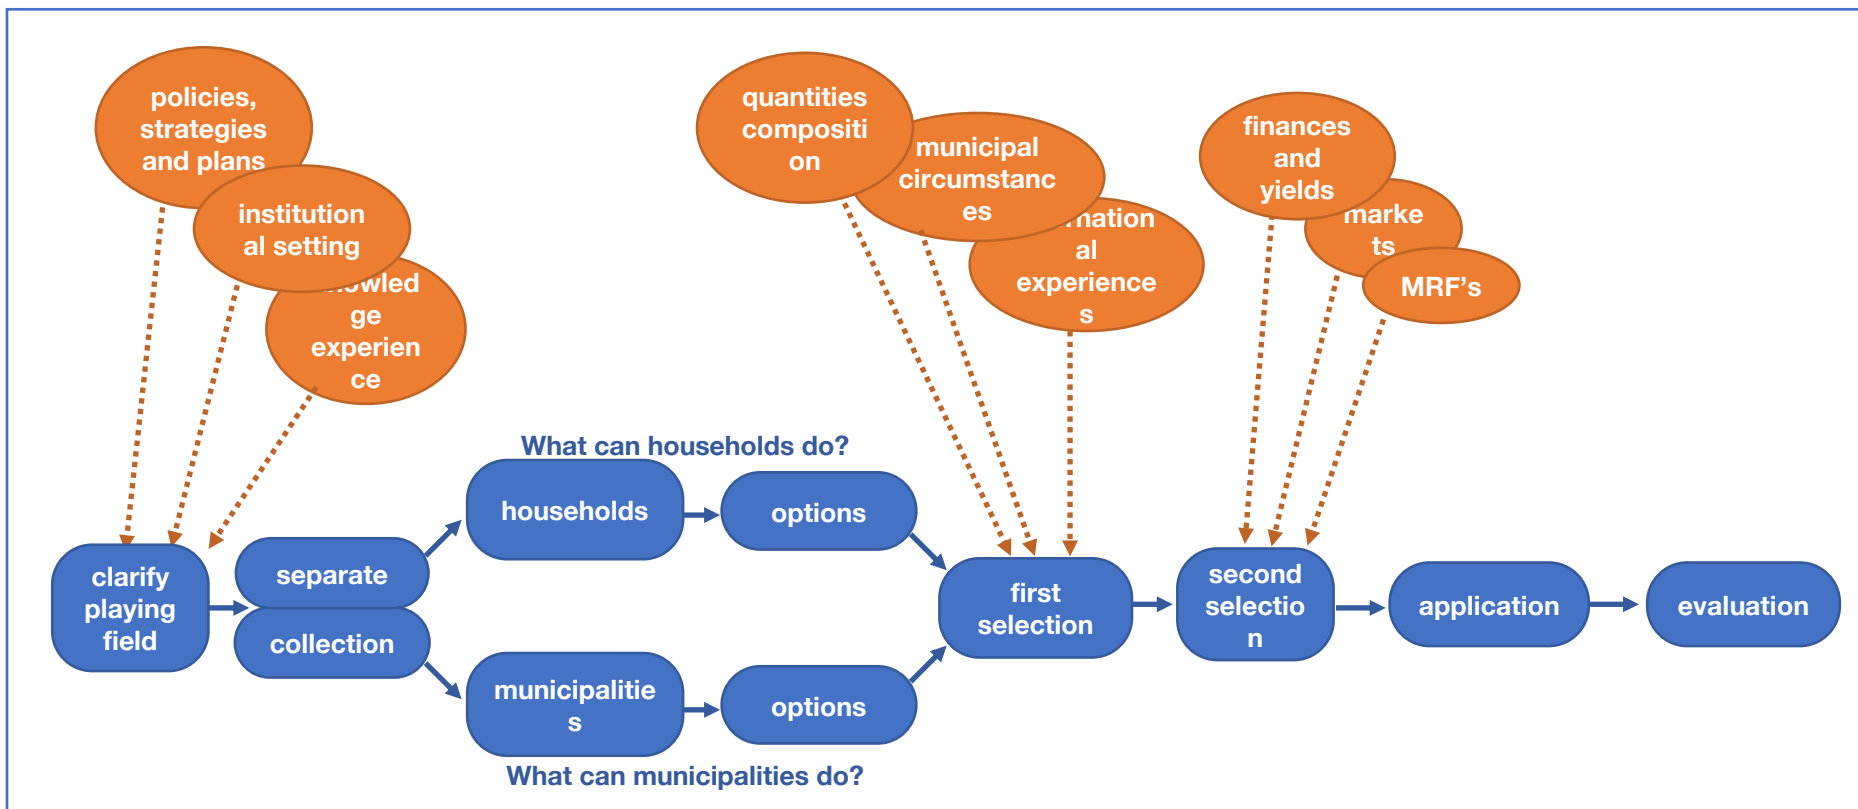 policies,
strategies
and plans
institution
al setting
ge
experien
ce
quantities
compositi
on
municipal
circumstanc
es
al
experience
s
finances
and
yields
marke
ts
MRF's
What can households do?
households
options
clarify
playing
field
separate
collection
first
selection
second
selectio
n
application
evaluation
municipalitie
s
options
What can municipalities do?